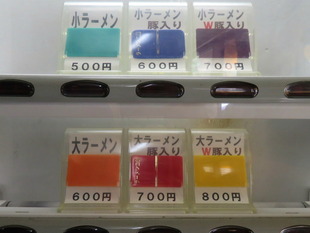 小ラーメン
500円
小ラーメン
豚入り
600円
小ラーメン
W豚入り
700円
大ラーメン
600円
大ラーメン
豚入り
700円
大ラーメン
W豚入り
800円